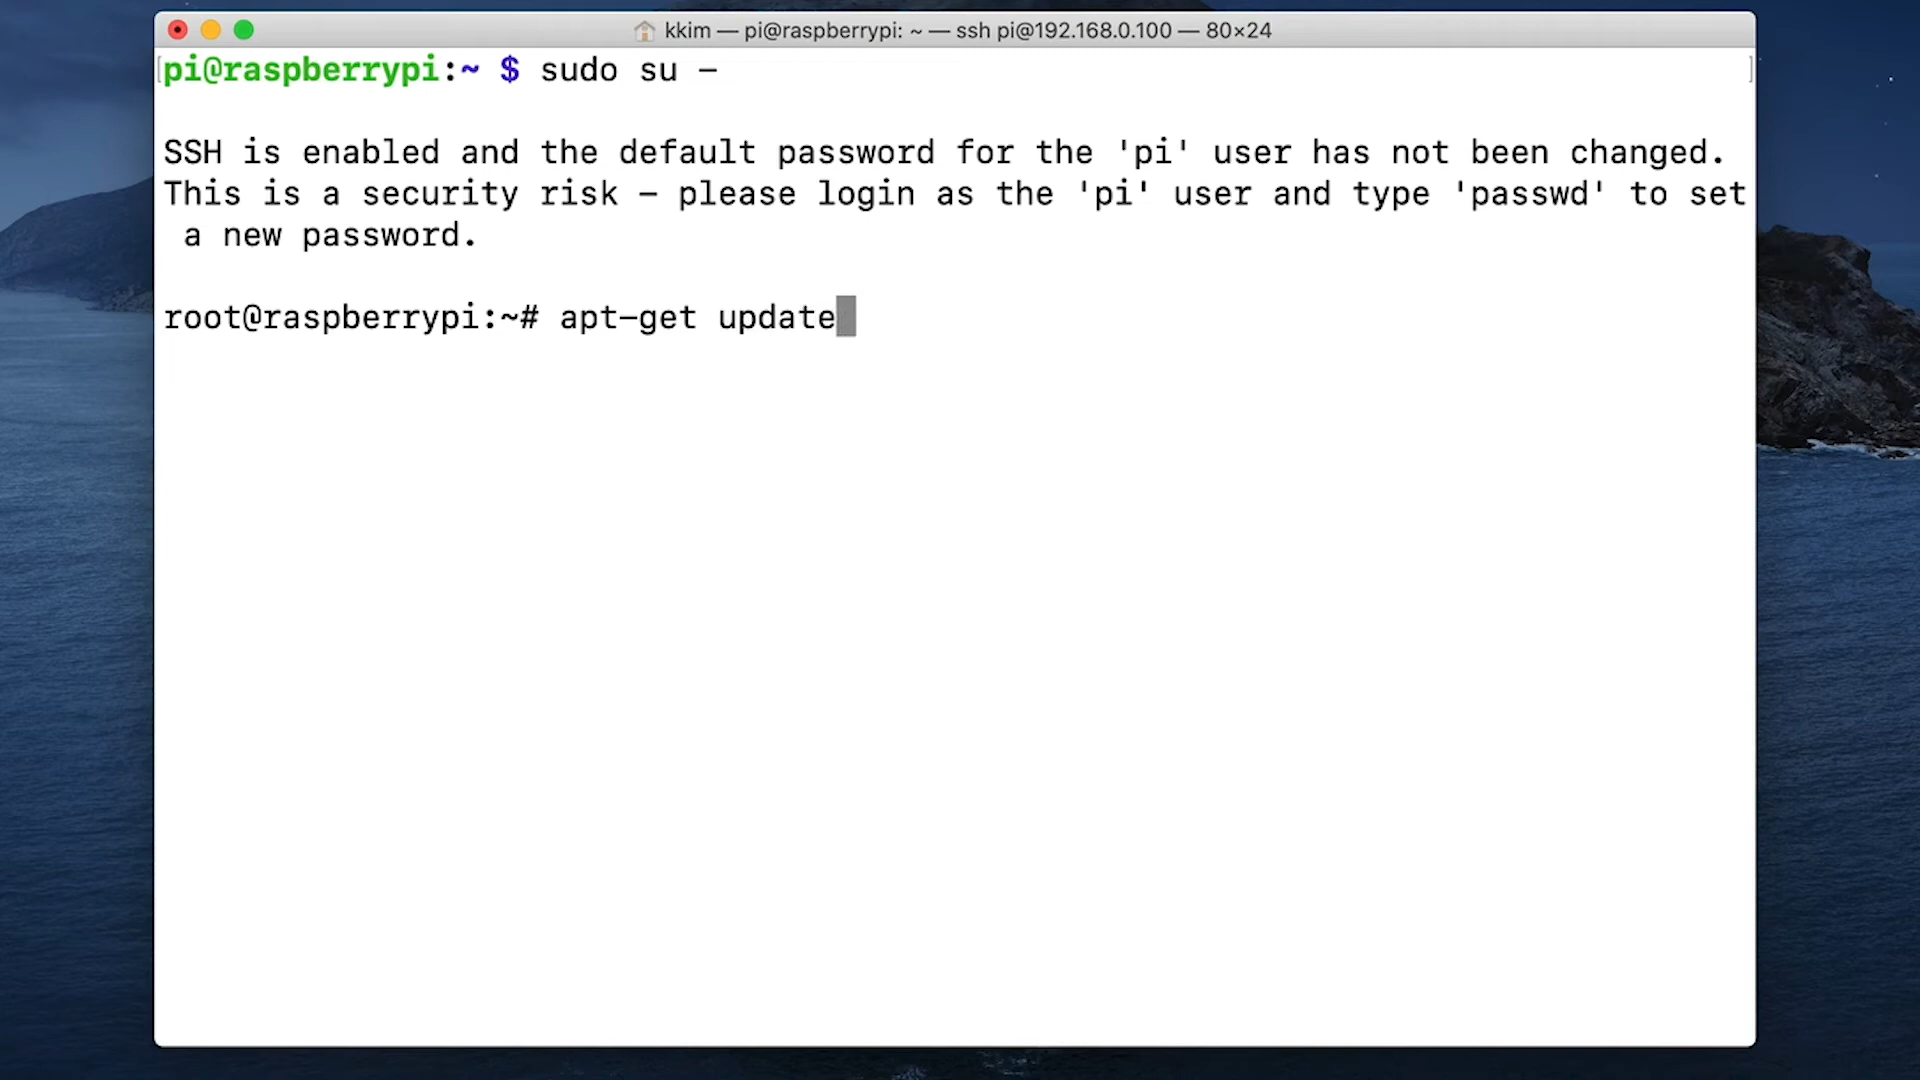 kkim — pi@raspberrypi: ~ — ssh pi@192.168.0.100 — 80×24
[pi@raspberrypi:~ $ sudo su -]
SSH is enabled and the default password for the 'pi' user has not been changed.
This is a security risk - please login as the 'pi' user and type 'passwd' to set
 a new password.
root@raspberrypi:~# apt-get update